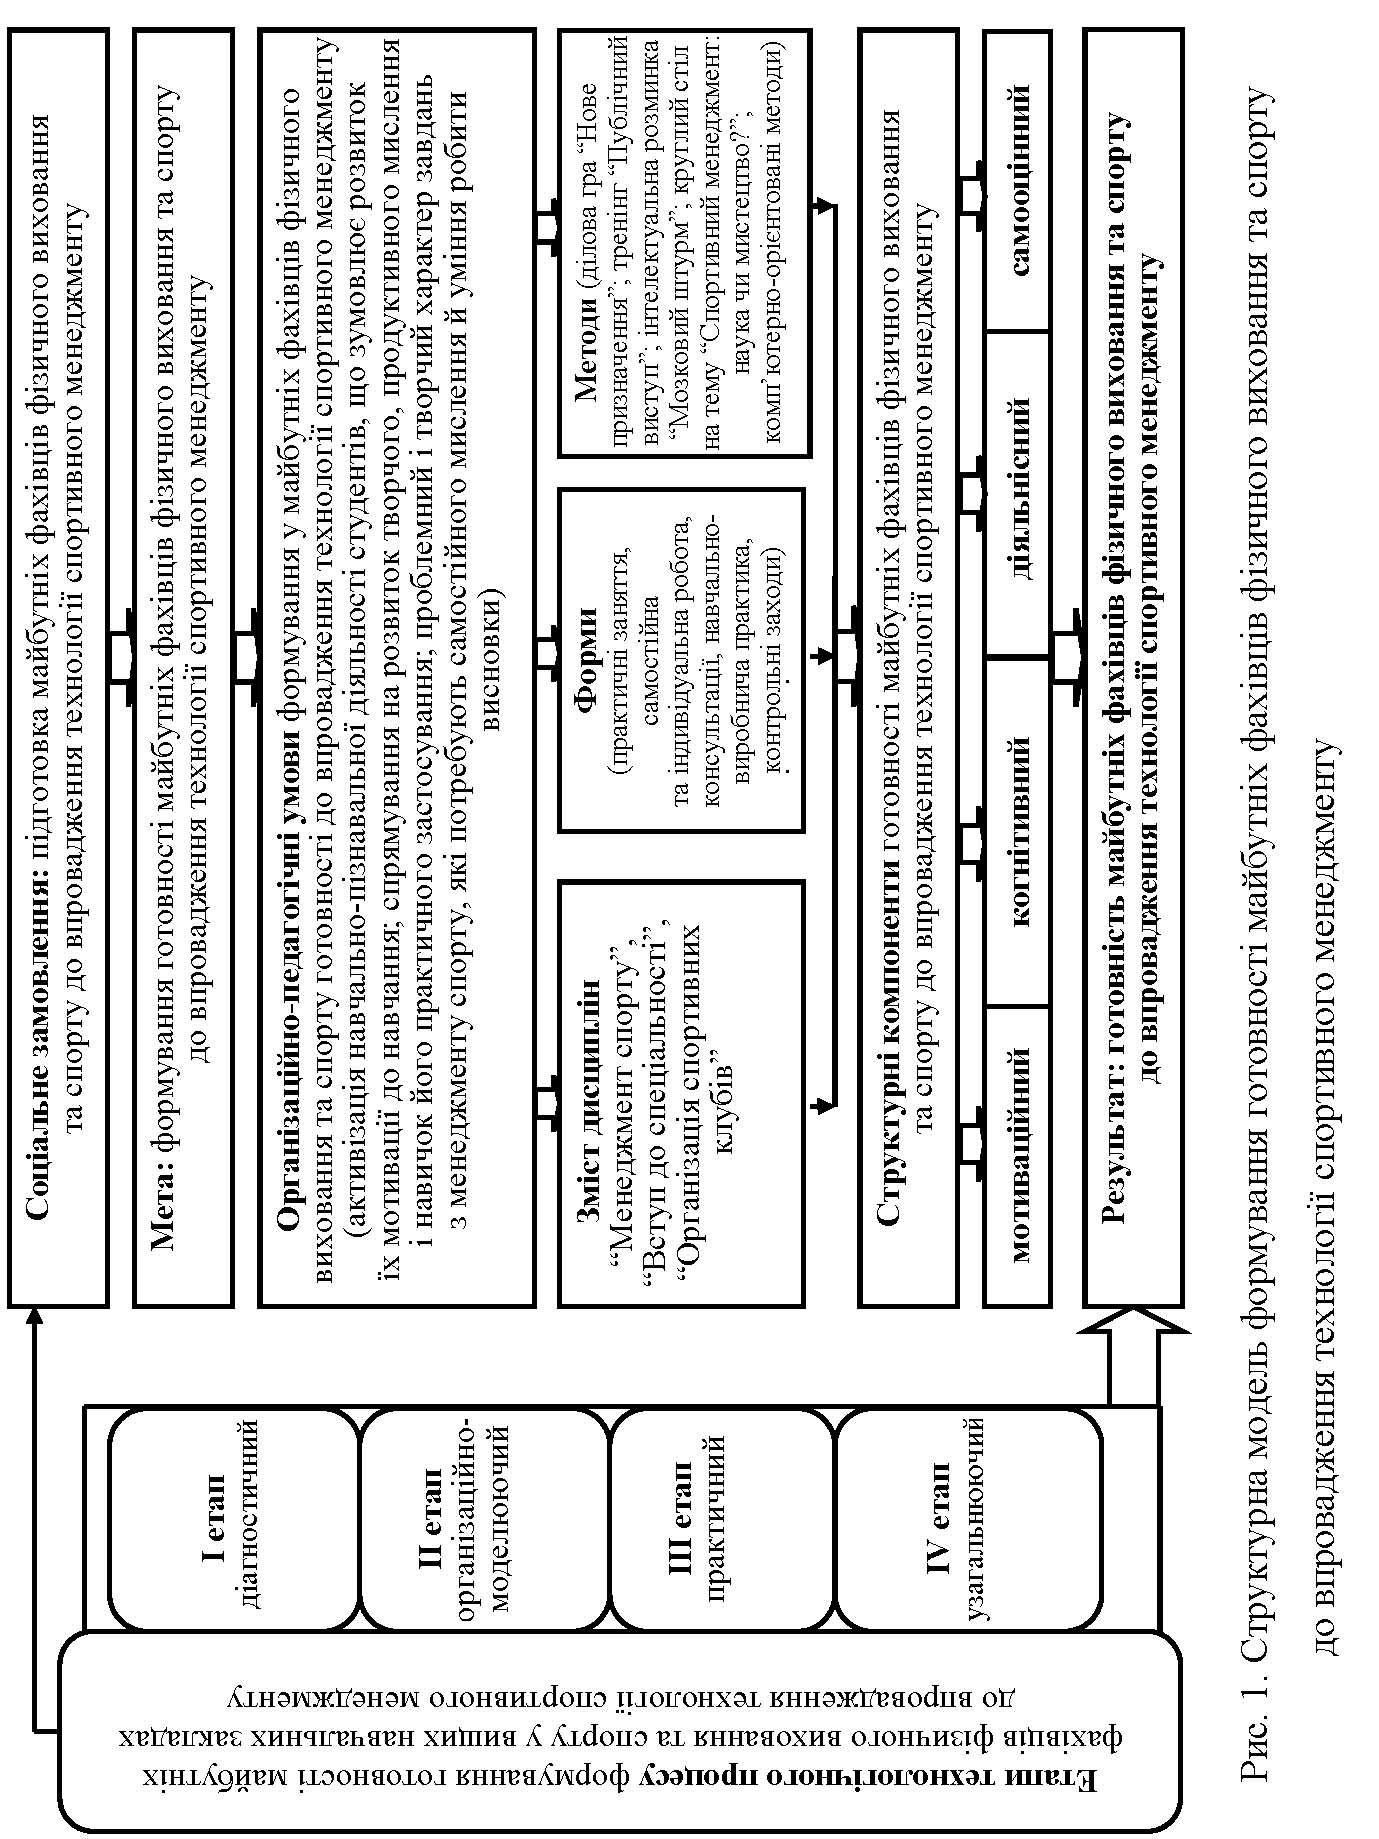 Соціальне замовлення: підготовка майбутніх фахівців фізичного виховання
та спорту до впровадження технології спортивного менеджменту
Мета: формування готовності майбутніх фахівців фізичного виховання та спорту
до впровадження технології спортивного менеджменту
Організаційно-педагогічні умови формування у майбутніх фахівців фізичного
виховання та спорту готовності до впровадження технології спортивного менеджменту
(активізація навчально-пізнавальної діяльності студентів, що зумовлює розвиток
їх мотивації до навчання; спрямування на розвиток творчого, продуктивного мислення
і навичок його практичного застосування; проблемний і творчий характер завдань
з менеджменту спорту, які потребують самостійного мислення й уміння робити
висновки)
Зміст дисциплін
“Менеджмент спорту”,
“Вступ до спеціальності”,
“Організація спортивних
клубів”
Форми
(практичні заняття,
самостійна
та індивідуальна робота,
консультації, навчально-
виробнича практика,
контрольні заходи)
Методи (ділова гра “Нове
призначення”; тренінг “Публічний
виступ”; інтелектуальна розминка
“Мозковий штурм”; круглий стіл
на тему “Спортивний менеджмент:
наука чи мистецтво?”;
комп’ютерно-орієнтовані методи)
Структурні компоненти готовності майбутніх фахівців фізичного виховання
та спорту до впровадження технології спортивного менеджменту
мотиваційний
когнітивний
діяльнісний
самооцінний
Результат: готовність майбутніх фахівців фізичного виховання та спорту
до впровадження технології спортивного менеджменту
Етапи технологічного процесу формування готовності майбутніх
фахівців фізичного виховання та спорту у вищих навчальних закладах
до впровадження технології спортивного менеджменту
І етап
діагностичний
ІІ етап
організаційно-
моделюючий
ІІІ етап
практичний
IV етап
узагальнюючий
Рис. 1. Структурна модель формування готовності майбутніх фахівців фізичного виховання та спорту
до впровадження технології спортивного менеджменту